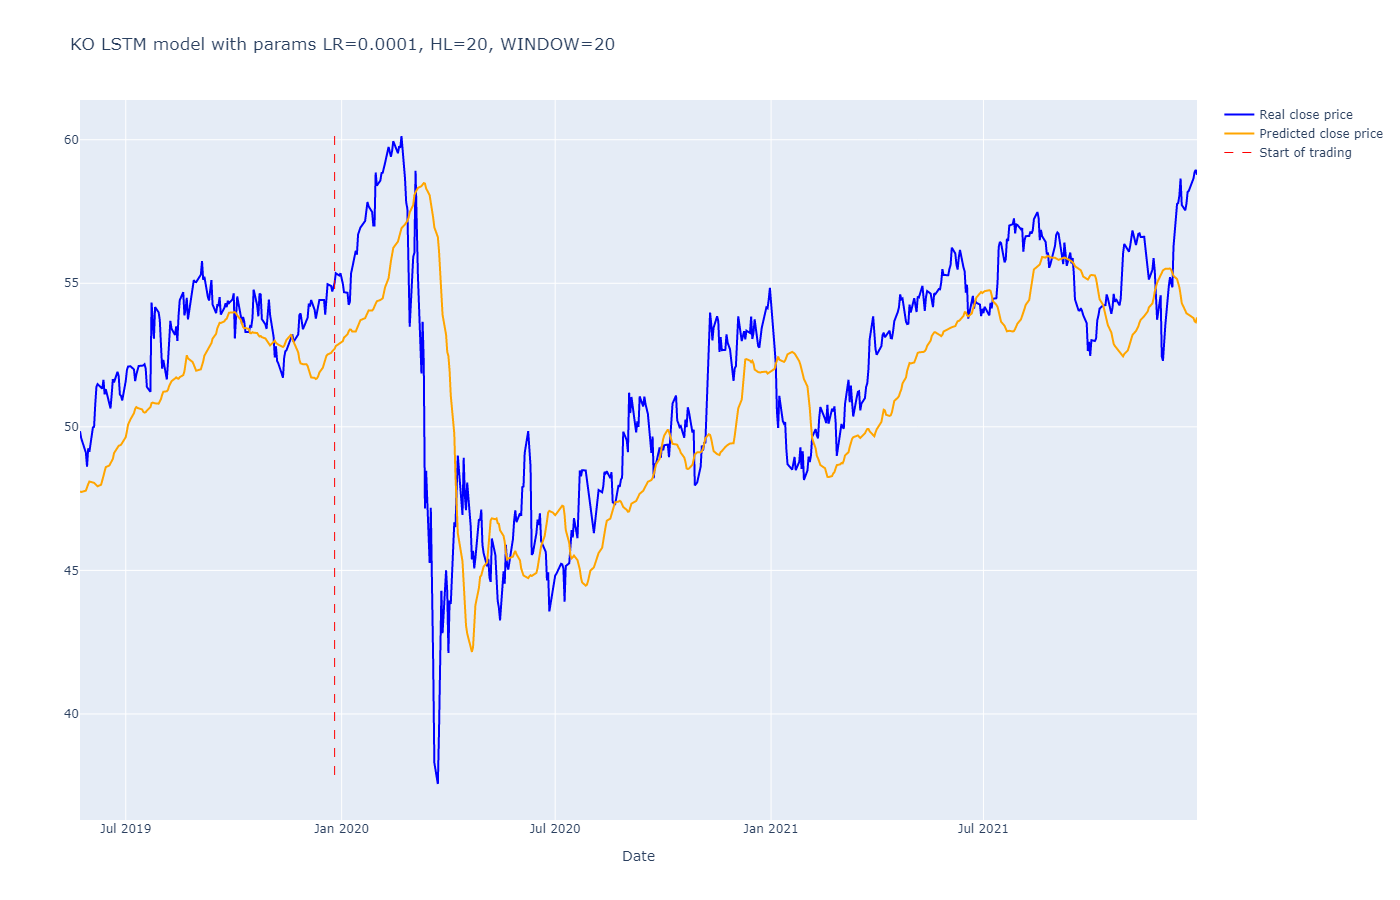 KO LSTM model with params LR=0.0001, HL=20, WINDOW=20
Real close price
Predicted close price
Start of trading
60
55
50
45
40
Jul 2019
Jan 2020
Jul 2020
Jan 2021
Jul 2021
Date